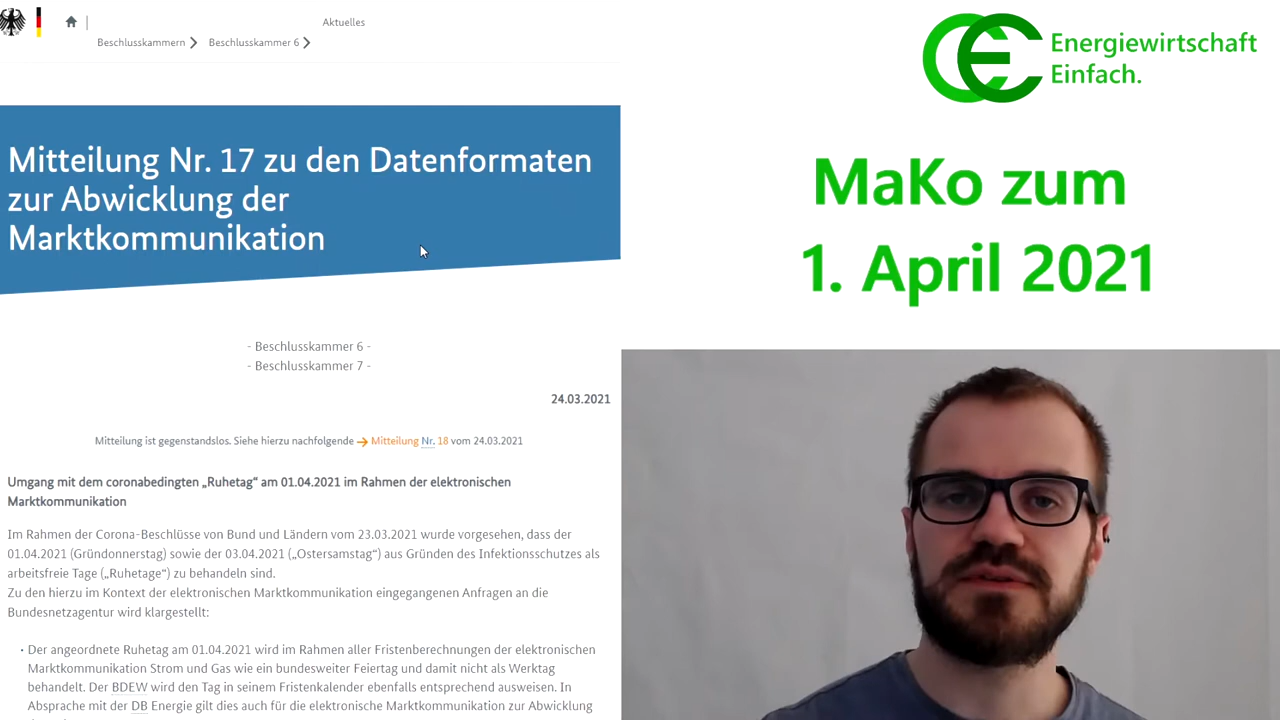 Aktuelles
Beschlusskammern
Beschlusskammer 6
Mitteilung Nr. 17 zu den Datenformaten
zur Abwicklung der
Marktkommunikation
- Beschlusskammer 6 -
- Beschlusskammer 7 -
24.03.2021
Mitteilung ist gegenstandslos. Siehe hierzu nachfolgende → Mitteilung Nr. 18 vom 24.03.2021
Umgang mit dem coronabedingten „Ruhetag“ am 01.04.2021 im Rahmen der elektronischen
Marktkommunikation
Im Rahmen der Corona-Beschlüsse von Bund und Ländern vom 23.03.2021 wurde vorgesehen, dass der
01.04.2021 (Gründonnerstag) sowie der 03.04.2021 („Ostersamstag“) aus Gründen des Infektionsschutzes als
arbeitsfreie Tage („Ruhetage“) zu behandeln sind.
Zu den hierzu im Kontext der elektronischen Marktkommunikation eingegangenen Anfragen an die
Bundesnetzagentur wird klargestellt:
• Der angeordnete Ruhetag am 01.04.2021 wird im Rahmen aller Fristenberechnungen der elektronischen
Marktkommunikation Strom und Gas wie ein bundesweiter Feiertag und damit nicht als Werktag
behandelt. Der BDEW wird den Tag in seinem Fristenkalender ebenfalls entsprechend ausweisen. In
Absprache mit der DB Energie gilt dies auch für die elektronische Marktkommunikation zur Abwicklung
Energiewirtschaft
Einfach.
MaKo zum
1. April 2021